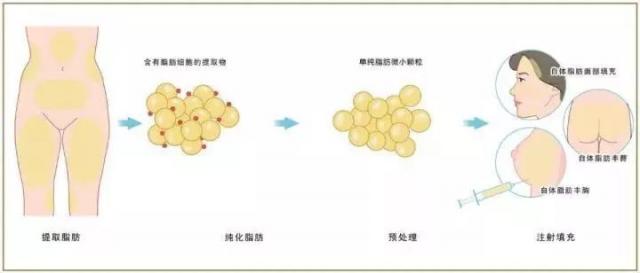 含有脂肪细胞的提取物
单纯脂肪微小颗粒
自体脂肪面部填充
自体脂肪丰臀
自体脂肪丰胸
提取脂肪
纯化脂肪
预处理
注射填充